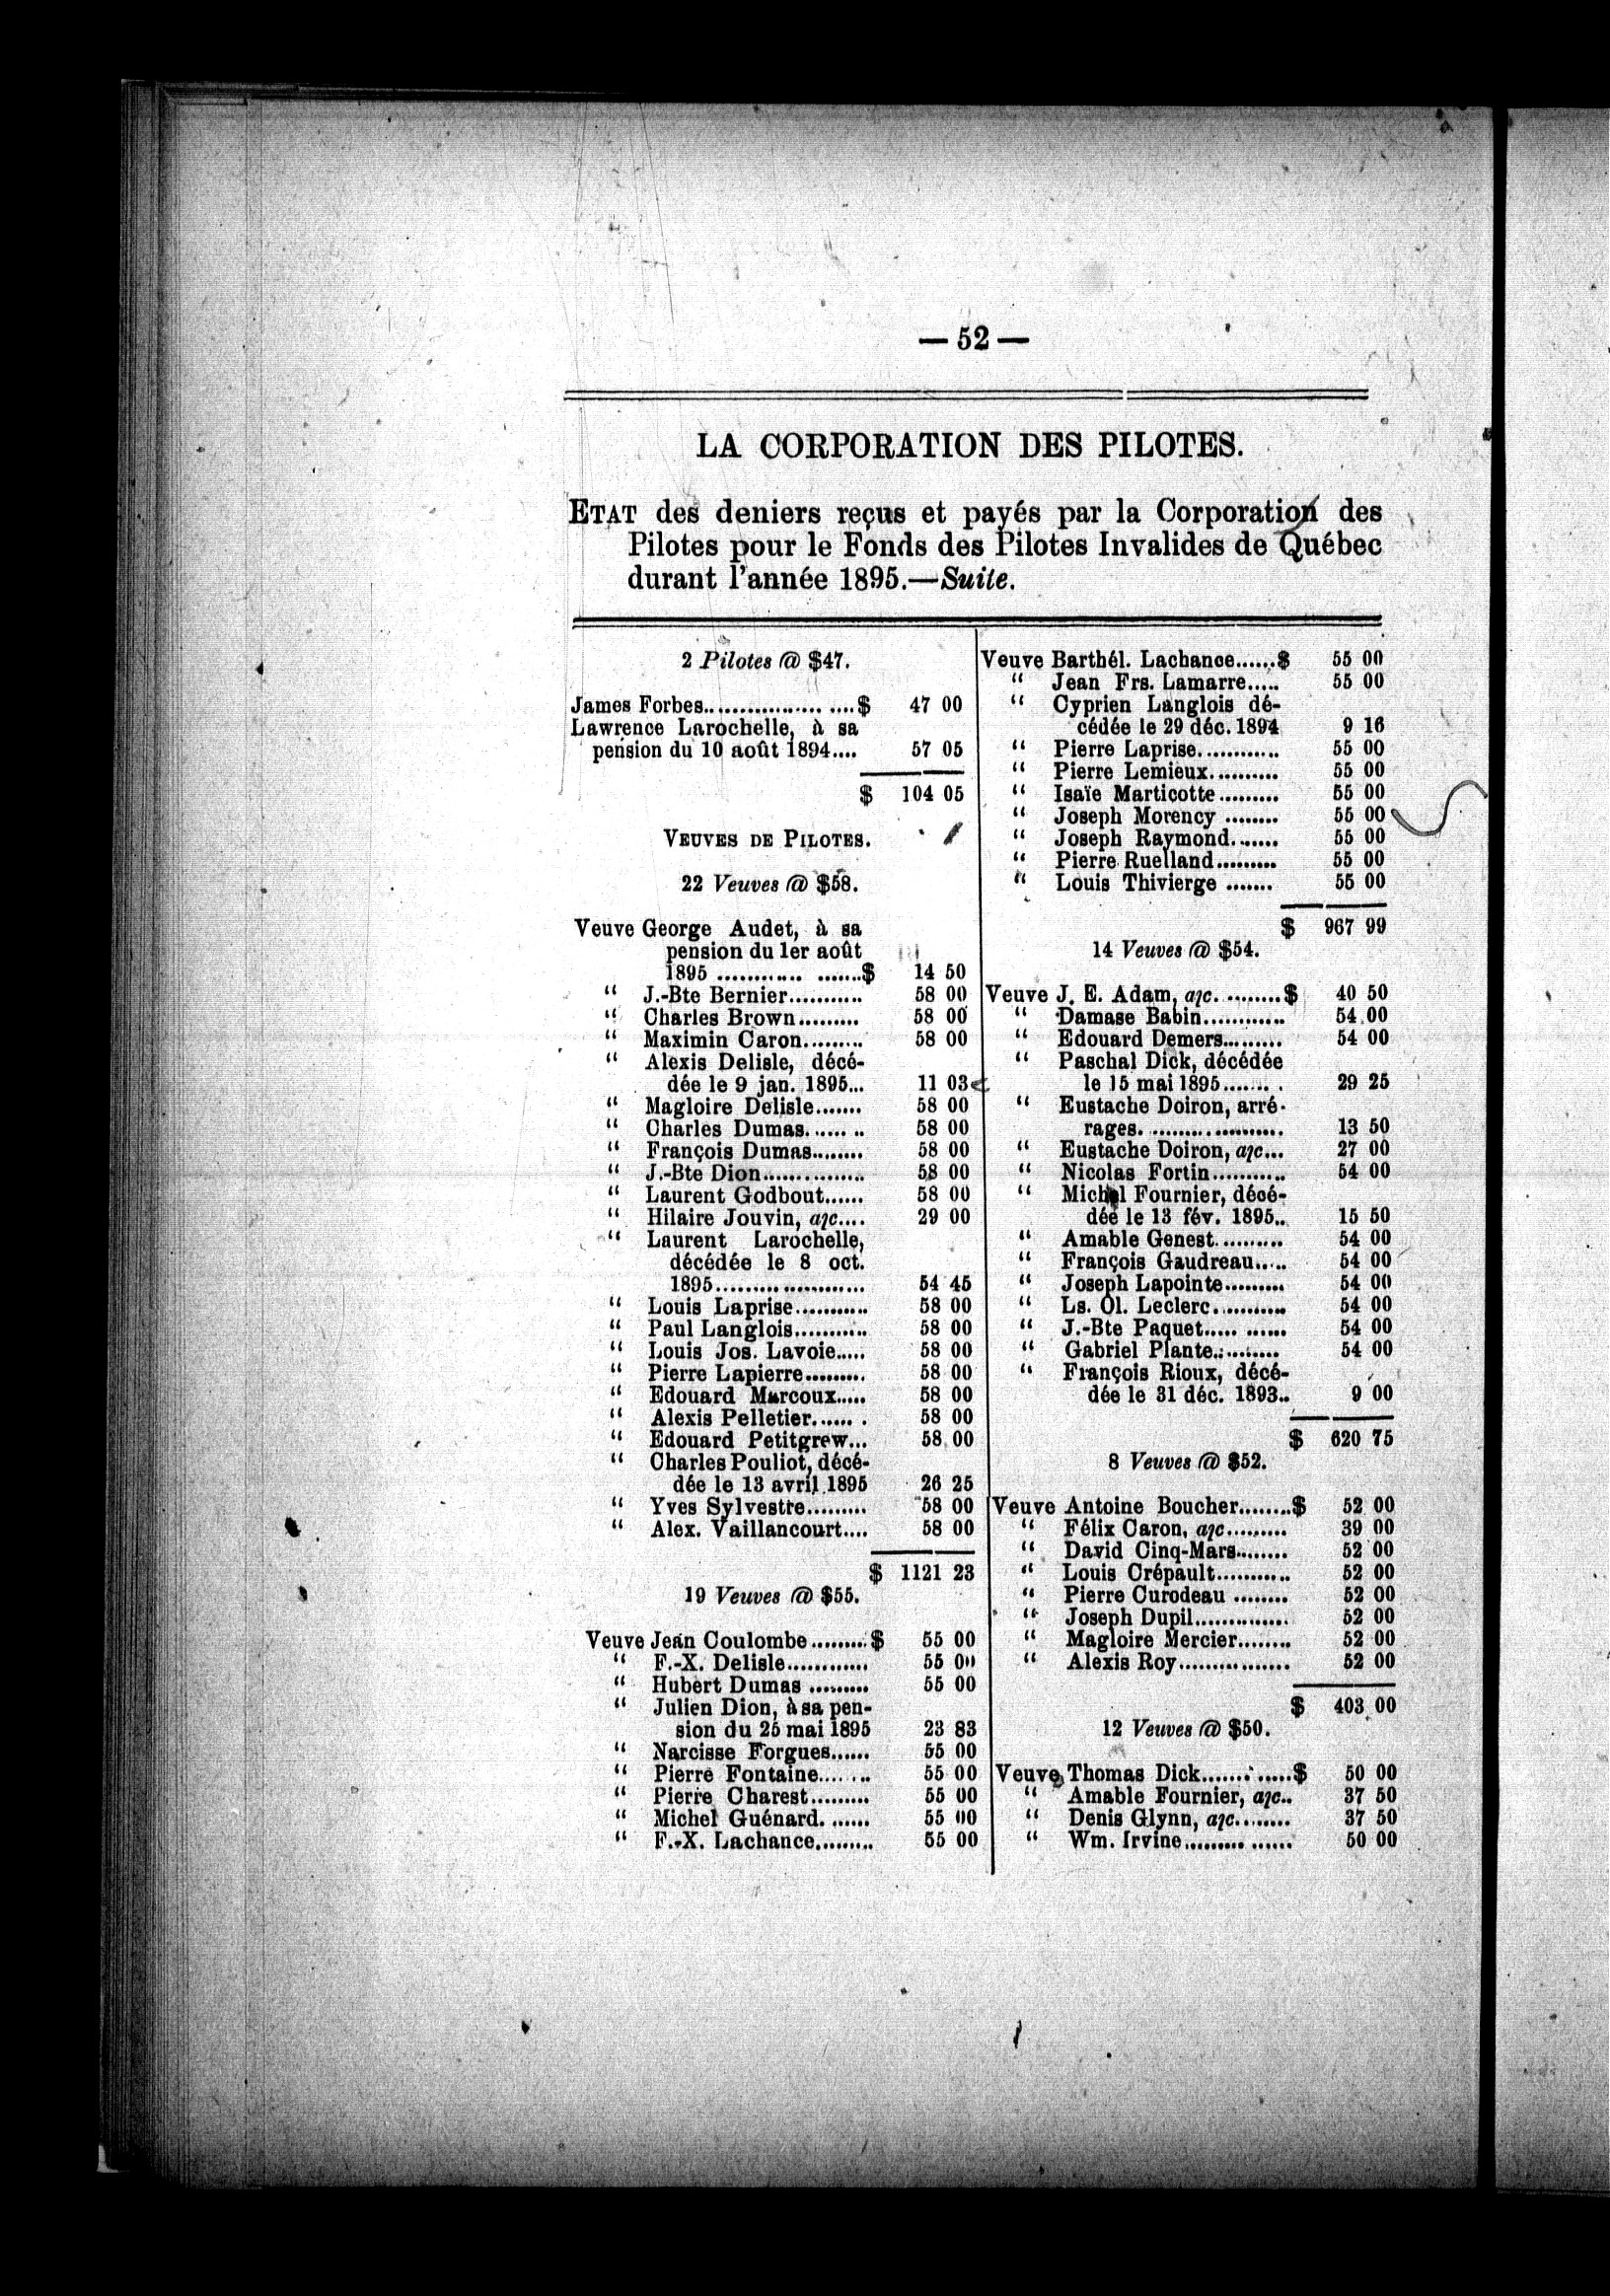 — 52 —
LA CORPORATION DES PILOTES.
ETAT des deniers reçus et payés par la Corporation des
Pilotes pour le Fonds des Pilotes Invalides de Québec
durant l'année 1895.—Suite.
2 Pilotes @ $47.
James Forbes.................. ....$ 47 00
Lawrence Larochelle, à sa
pension du 10 août 1894.... 57 05
$ 104 05
VEUVES DE PILOTES.
22 Veuves @ $58.
Veuve George Audet, à sa
pension du 1er août
1895 ............ .......$ 14 50
“ J.-Bte Bernier........... 58 00
“ Charles Brown......... 58 00
“ Maximin Caron......... 58 00
“ Alexis Delisle, décé-
dée le 9 jan. 1895... 11 03
“ Magloire Delisle....... 58 00
“ Charles Dumas....... .. 58 00
“ François Dumas........ 58 00
“ J.-Bte Dion............... 58 00
“ Laurent Godbout...... 58 00
“ Hilaire Jouvin, a/c.... 29 00
“ Laurent Larochelle,
décédée le 8 oct.
1895...................... 54 45
“ Louis Laprise........... 58 00
“ Paul Langlois........... 58 00
“ Louis Jos. Lavoie..... 58 00
“ Pierre Lapierre......... 58 00
“ Edouard Marcoux..... 58 00
“ Alexis Pelletier...... . 58 00
“ Edouard Petitgrew... 58 00
“ Charles Pouliot, décé-
dée le 13 avril 1895 26 25
“ Yves Sylvestre......... 58 00
“ Alex. Vaillancourt.... 58 00
$ 1121 23
19 Veuves @ $55.
Veuve Jean Coulombe.........$ 55 00
“ F.-X. Delisle............ 55 00
“ Hubert Dumas ......... 55 00
“ Julien Dion, à sa pen-
sion du 25 mai 1895 23 83
“ Narcisse Forgues...... 55 00
“ Pierre Fontaine....... 55 00
“ Pierre Charest......... 55 00
“ Michel Guénard. ...... 55 00
“ F.-X. Lachance......... 55 00
Veuve Barthél. Lachance......$ 55 00
“ Jean Frs. Lamarre..... 55 00
“ Cyprien Langlois dé-
cédée le 29 déc. 1894 9 16
“ Pierre Laprise............ 55 00
“ Pierre Lemieux.......... 55 00
“ Isaïe Marticotte ......... 55 00
“ Joseph Morency ........ 55 00
“ Joseph Raymond....... 55 00
“ Pierre Ruelland......... 55 00
“ Louis Thivierge ....... 55 00
$ 967 99
14 Veuves @ $54.
Veuve J. E. Adam, a/c. .........$ 40 50
“ Damase Babin............ 54 00
“ Edouard Demers......... 54 00
“ Paschal Dick, décédée
le 15 mai 1895....... . 29 25
“ Eustache Doiron, arré-
rages. .................... 13 50
“ Eustache Doiron, a/c... 27 00
“ Nicolas Fortin........... 54 00
“ Michel Fournier, décé-
dée le 13 fév. 1895.. 15 50
“ Amable Genest.......... 54 00
“ François Gaudreau..... 54 00
“ Joseph Lapointe......... 54 00
“ Ls. Ol. Leclerc........... 54 00
“ J.-Bte Paquet..... ...... 54 00
“ Gabriel Plante.......... 54 00
“ François Rioux, décé-
dée le 31 déc. 1893.. 9 00
$ 620 75
8 Veuves @ $52.
Veuve Antoine Boucher........$ 52 00
“ Félix Caron, a/c......... 39 00
“ David Cinq-Mars........ 52 00
“ Louis Crépault........... 52 00
“ Pierre Curodeau ........ 52 00
“ Joseph Dupil.............. 52 00
“ Magloire Mercier........ 52 00
“ Alexis Roy................ 52 00
$ 403 00
12 Veuves @ $50.
Veuve Thomas Dick....... .....$ 50 00
“ Amable Fournier, a/c.. 37 50
“ Denis Glynn, a/c........ 37 50
“ Wm. Irvine......... ...... 50 00